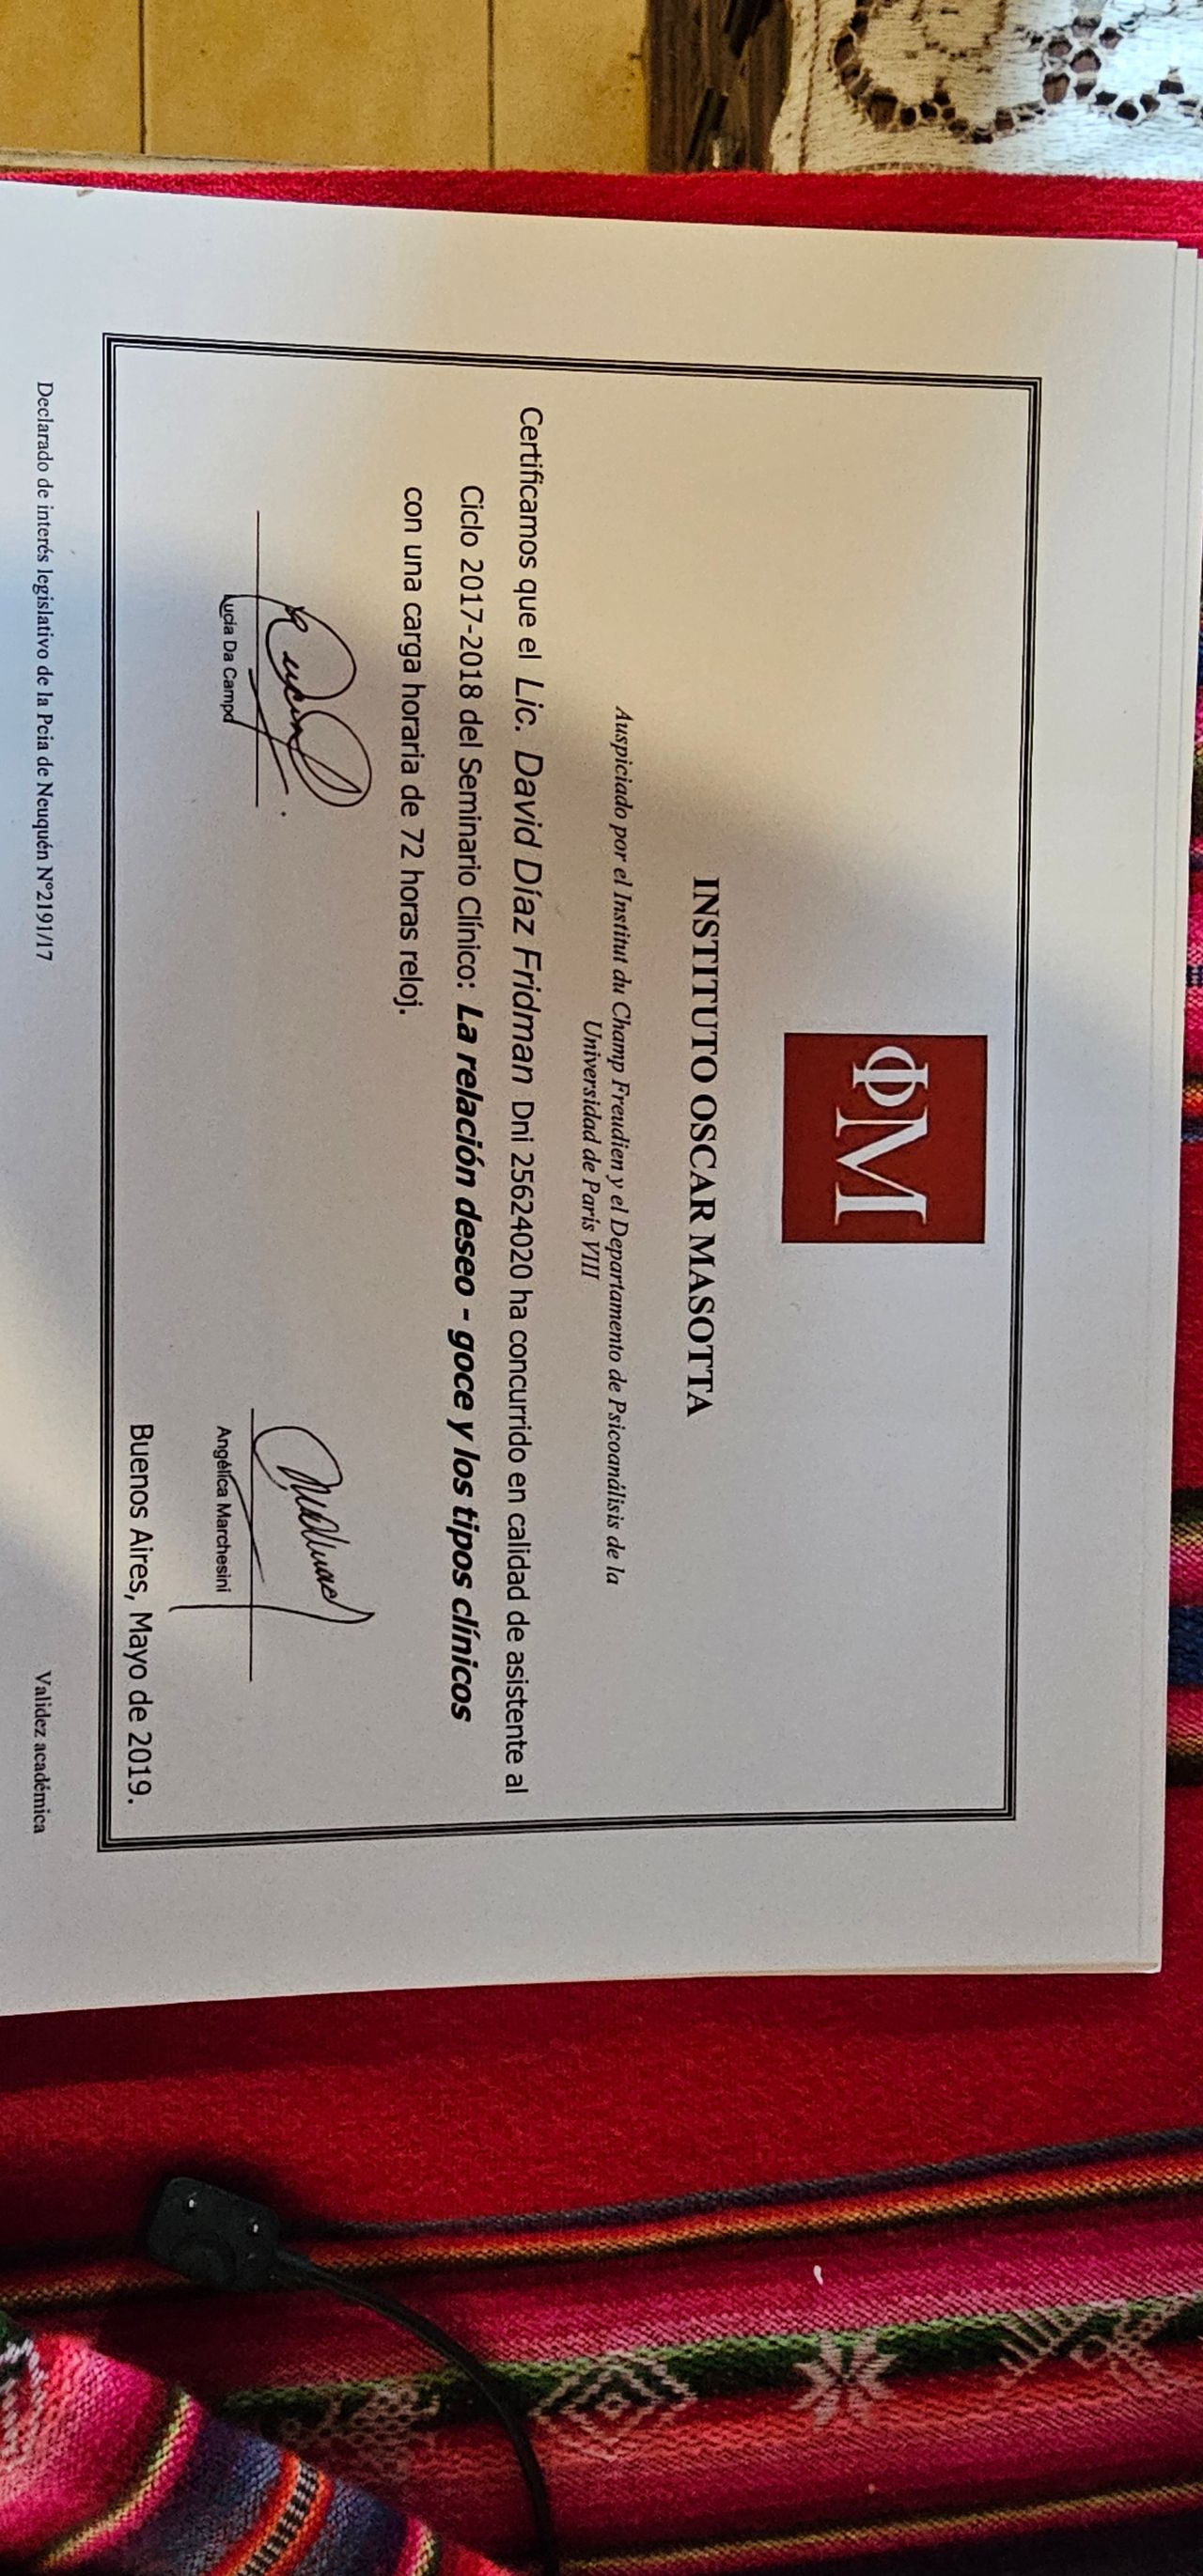 ΦM
INSTITUTO OSCAR MASOTTA
Auspiciado por el Institut du Champ Freudien y el Departamento de Psicoanálisis de la
Universidad de París VIII
Certificamos que el Lic. David Díaz Fridman Dni 25624020 ha concurrido en calidad de asistente al
Ciclo 2017-2018 del Seminario Clínico: La relación deseo - goce y los tipos clínicos
con una carga horaria de 72 horas reloj.
Lucía Da Campo
Angélica Marchesini
Buenos Aires, Mayo de 2019.
Declarado de interés legislativo de la Pcia de Neuquén N°2191/17
Validez académica